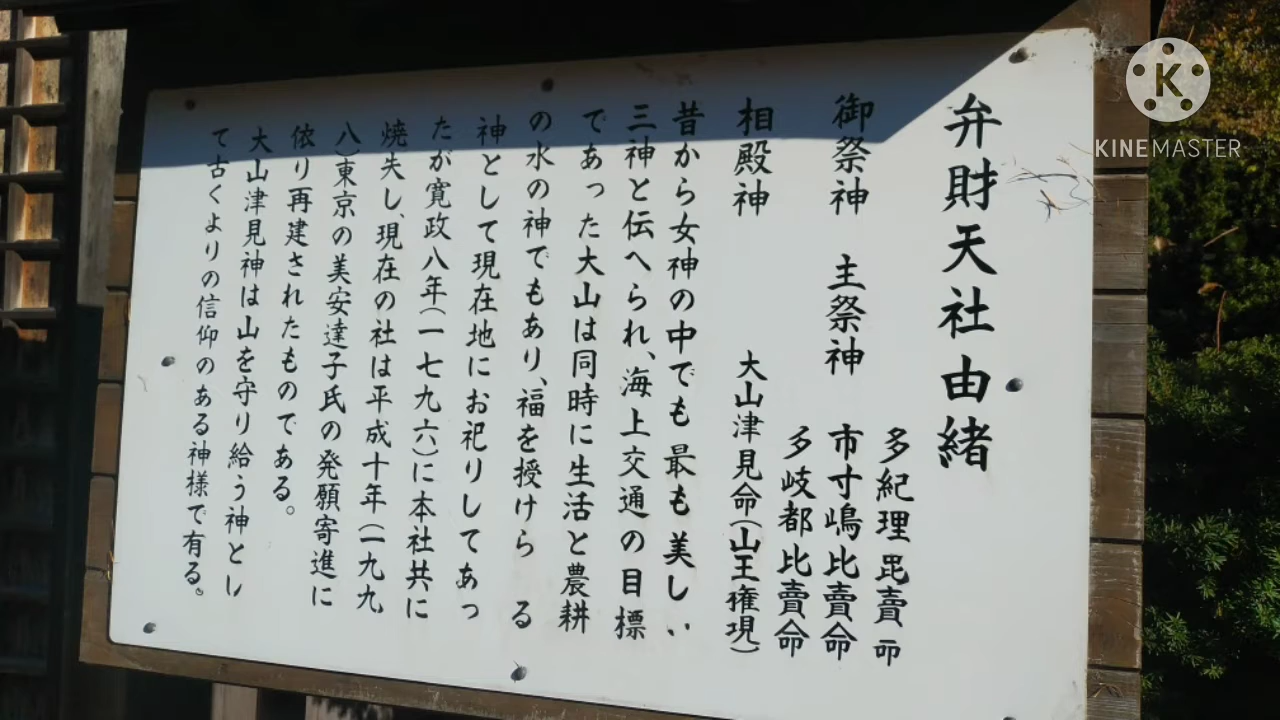 弁財天社由緒
御祭神 主祭神
多紀理毘賣命
市寸嶋比賣命
多岐都比賣命
相殿神
大山津見命(山王権現)
昔から女神の中でも最も美しい
三神と伝へられ、海上交通の目標
であった大山は同時に生活と農耕
の水の神でもあり、福を授けら る
神として現在地にお祀りしてあっ
たが寛政八年(一七九六)に本社共に
焼失し、現在の社は平成十年(一九九
八)東京の美安達子氏の発願寄進に
依り再建されたものである。
大山津見神は山を守り給う神とし
て古くよりの信仰のある神様で有る。
KINEMASTER